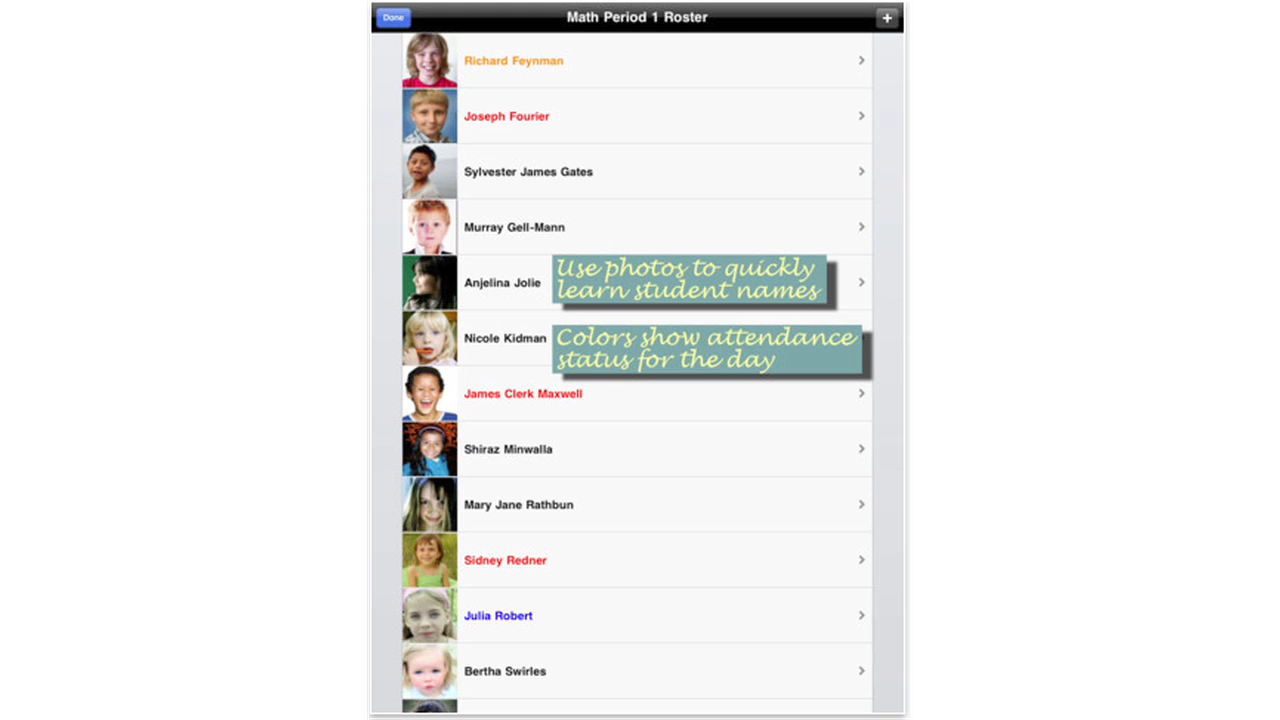 Done
Math Period 1 Roster
+
Richard Feynman
Joseph Fourier
Sylvester James Gates
Murray Gell-Mann
Anjelina Jolie
Use photos to quickly
learn student names
Nicole Kidman
Colors show attendance
status for the day
James Clerk Maxwell
Shiraz Minwalla
Mary Jane Rathbun
Sidney Redner
Julia Robert
Bertha Swirles